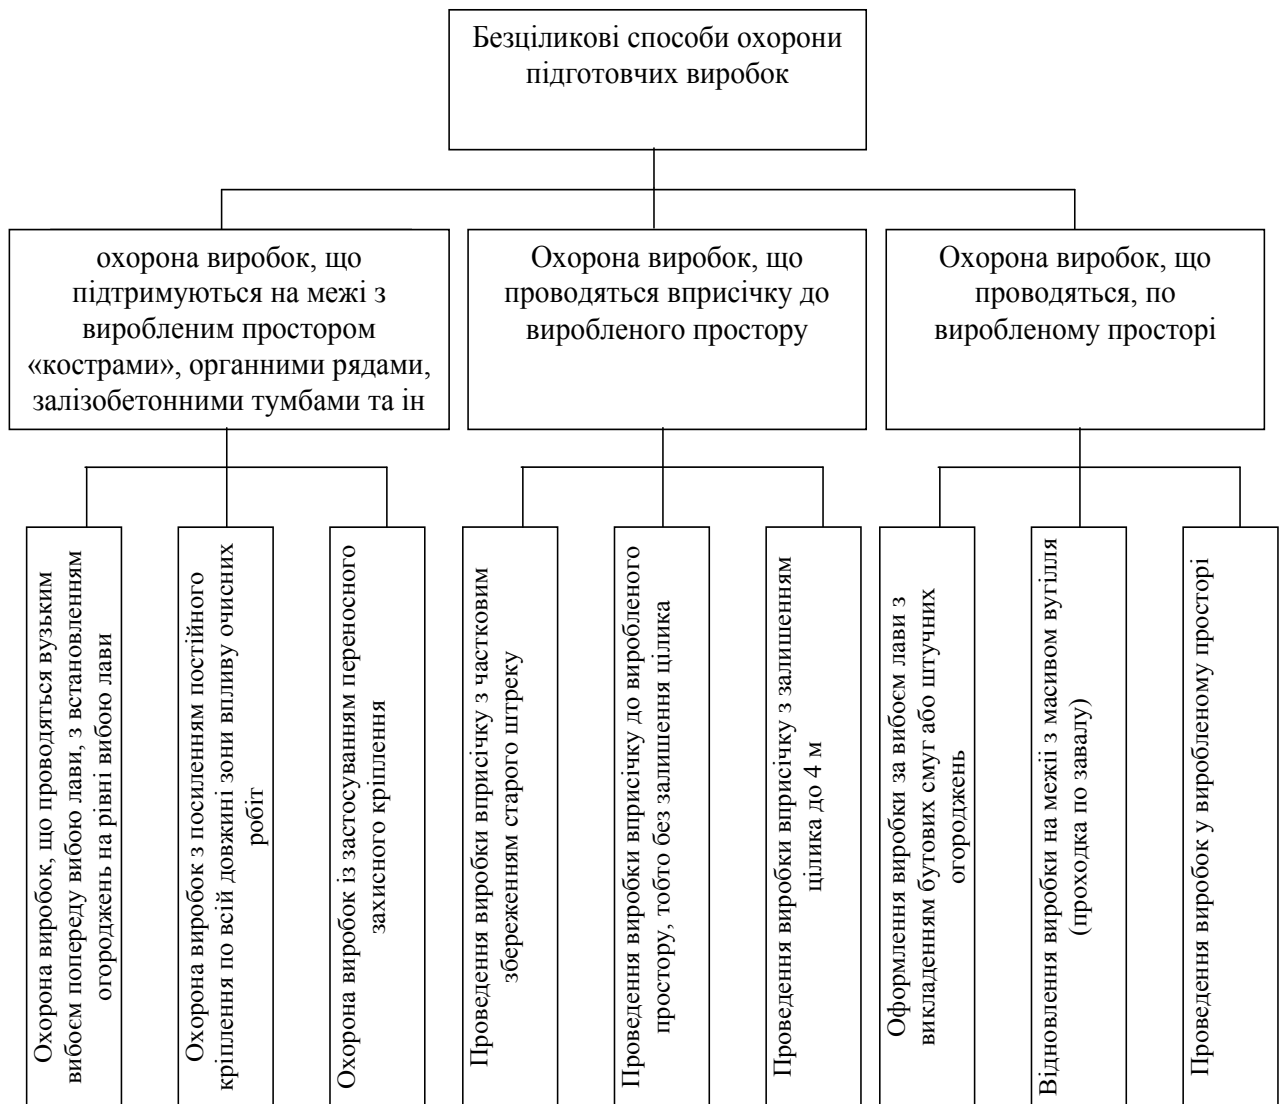 Безціликові способи охорони
підготовчих виробок
охорона виробок, що
підтримуються на межі з
виробленим простором
«кострами», органними рядами,
залізобетонними тумбами та ін
Охорона виробок, що
проводяться вприсічку до
виробленого простору
Охорона виробок, що
проводяться, по
виробленому просторі
Охорона виробок, що проводяться вузьким
вибоєм попереду вибою лави, з встановленням
огороджень на рівні вибою лави
Охорона виробок з посиленням постійного
кріплення по всій довжині зони впливу очисних
робіт
Охорона виробок із застосуванням переносного
захисного кріплення
Проведення виробки вприсічку з частковим
збереженням старого штреку
Проведення виробки вприсічку до виробленого
простору, тобто без залишення цілика
Проведення виробки вприсічку з залишенням
цілика до 4 м
Оформлення виробки за вибоєм лави з
викладенням бутових смуг або штучних
огороджень
Відновлення виробки на межіі з масивом вугілля
(проходка по завалу)
Проведення виробок у виробленому просторі